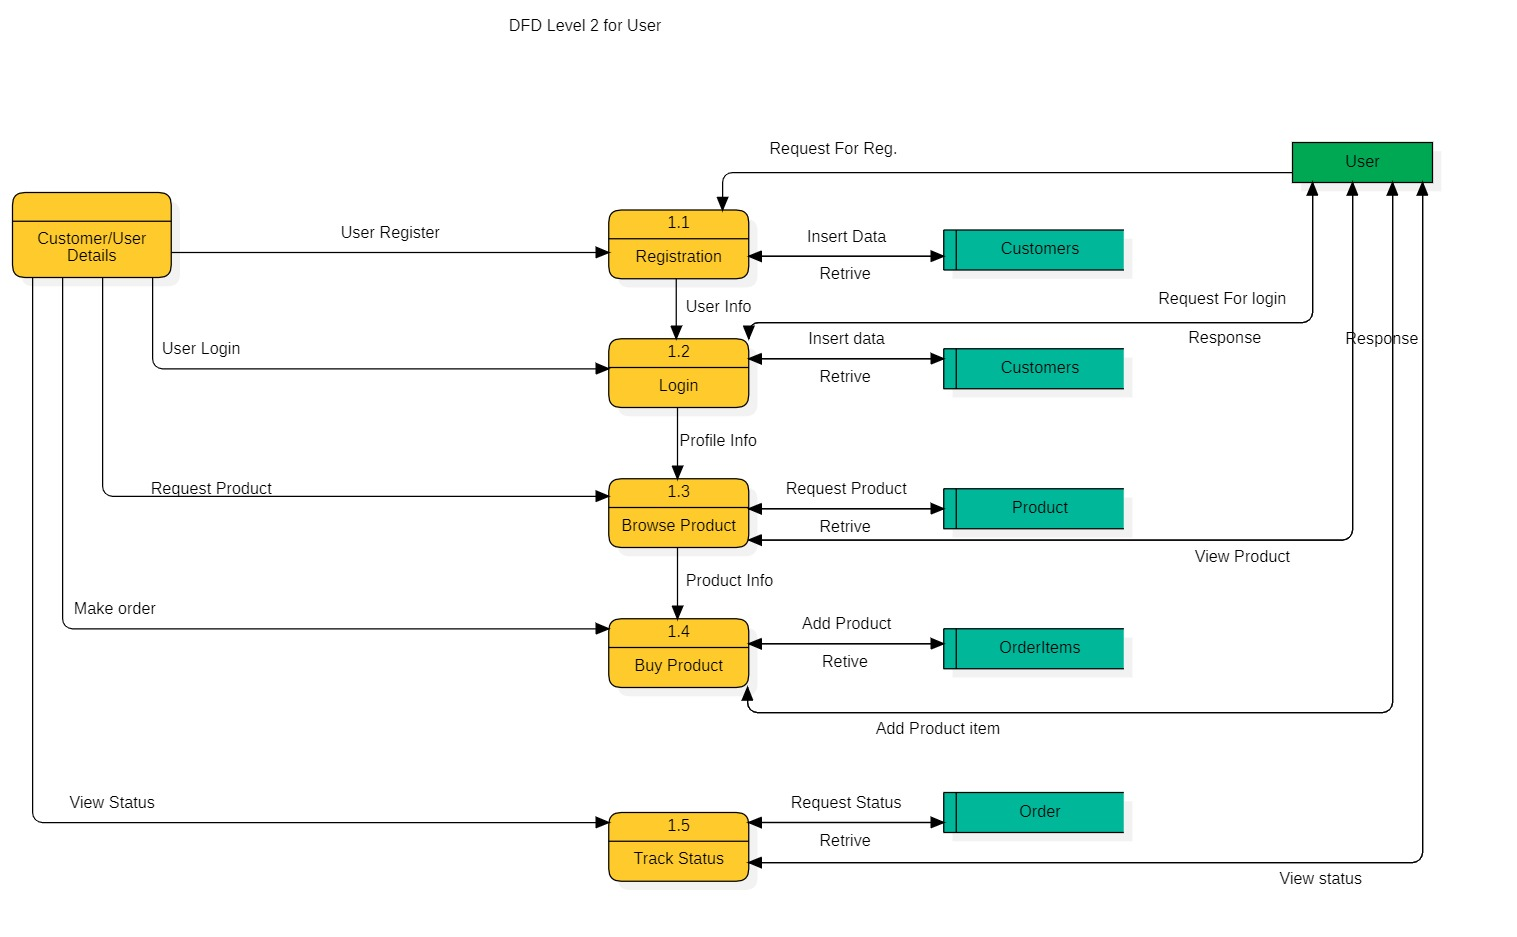 DFD Level 2 for User
Request For Reg.
User
1.1
User Register
Customer/User
Details
Insert Data
Customers
Registration
Retrive
User Info
Request For login
Response
Response
User Login
1.2
Insert data
Customers
Login
Retrive
Profile Info
Request Product
1.3
Request Product
Product
Browse Product
Retrive
View Product
Product Info
Make order
1.4
Add Product
OrderItems
Buy Product
Retive
Add Product item
View Status
1.5
Request Status
Order
Track Status
Retrive
View status